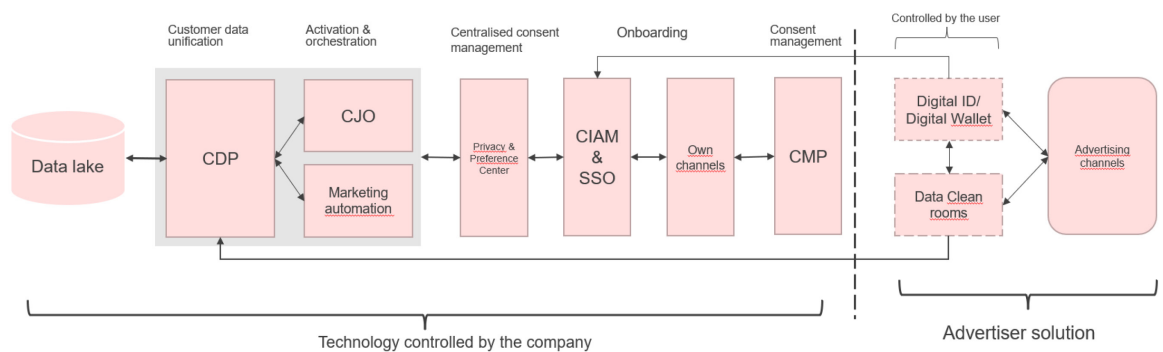 Customer data
unification
Activation &
orchestration
Centralised consent
management
Onboarding
Consent
management
Controlled by the user
Data lake
CDP
CJO
Marketing
automation
Privacy &
Preference
Center
CIAM
&
SSO
Own
channels
CMP
Digital ID/
Digital Wallet
Data Clean
rooms
Advertising
channels
Technology controlled by the company
Advertiser solution